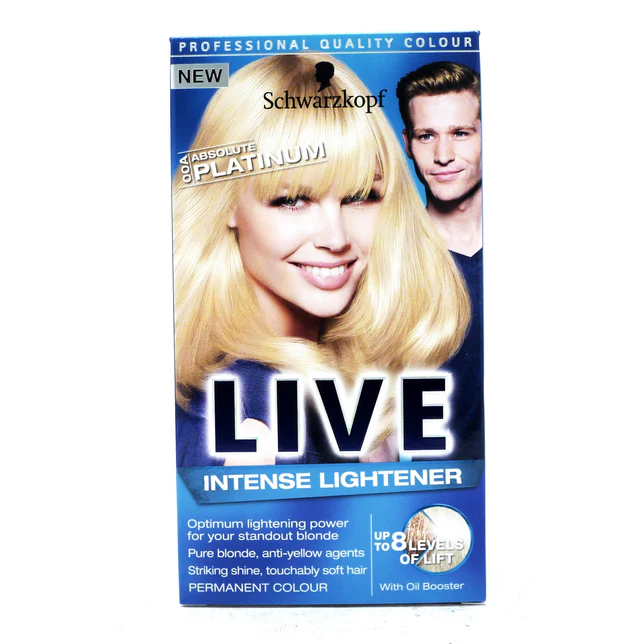 PROFESSIONAL QUALITY COLOUR
NEW
Schwarzkopf
00A ABSOLUTE
PLATINUM
LIVE
INTENSE LIGHTENER
Optimum lightening power
for your standout blonde
Pure blonde, anti-yellow agents
Striking shine, touchably soft hair
PERMANENT COLOUR
UP
TO 8 LEVELS
OF LIFT
With Oil Booster